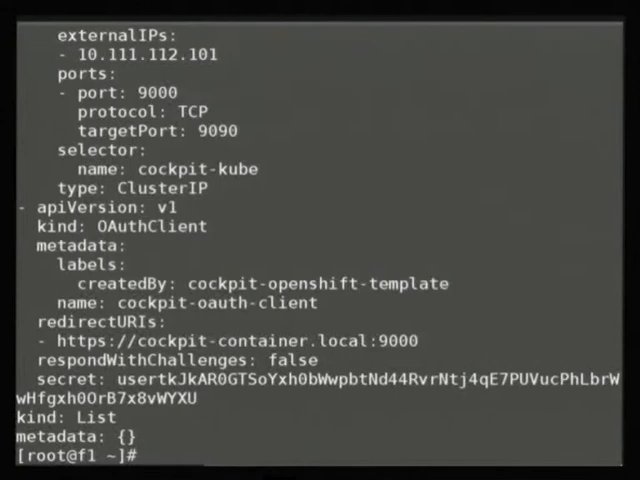 externalIPs:
- 10.111.112.101
ports:
- port: 9000
protocol: TCP
targetPort: 9090
selector:
name: cockpit-kube
type: ClusterIP
- apiVersion: v1
kind: OAuthClient
metadata:
labels:
createdBy: cockpit-openshift-template
name: cockpit-oauth-client
redirectURIs:
- https://cockpit-container.local:9000
respondWithChallenges: false
secret: usertkJkAR0GTSoYxh0bWwpbtNd44RvrNtj4qE7PUVucPhLbrW
wHfgxh0OrB7x8vWYXU
kind: List
metadata: {}
[root@f1 ~]#